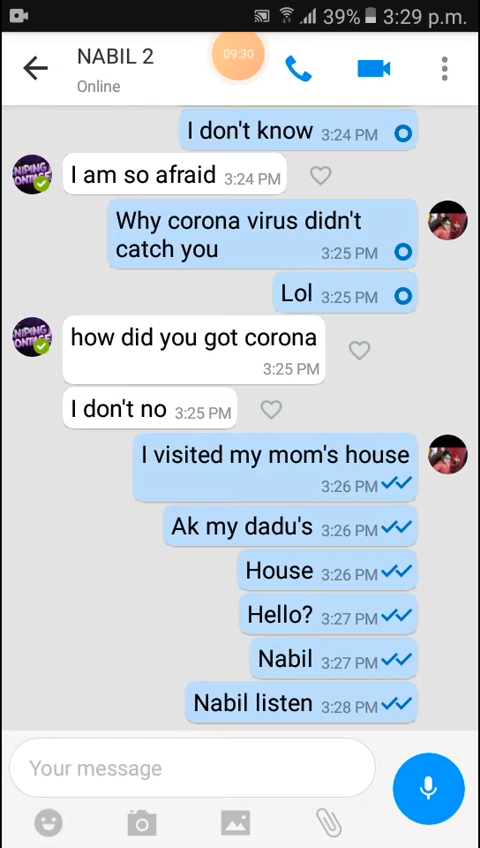 39% 3:29 p.m.
NABIL 2
09:30
Online
I don't know 3:24 PM
I am so afraid 3:24 PM
Why corona virus didn't
catch you 3:25 PM
Lol 3:25 PM
how did you got corona
3:25 PM
I don't no 3:25 PM
I visited my mom's house
3:26 PM
Ak my dadu's 3:26 PM
House 3:26 PM
Hello? 3:27 PM
Nabil 3:27 PM
Nabil listen 3:28 PM
Your message